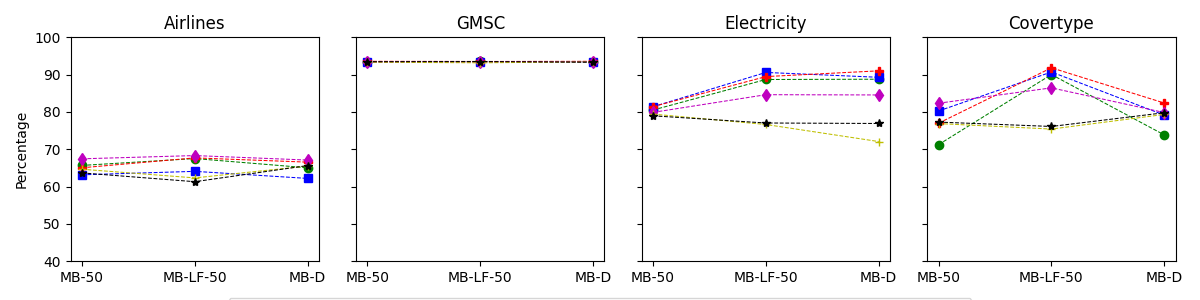 Airlines GMSC Electricity Covertype
100
90
80
70
60
50
40
Percentage
MB-50 MB-LF-50 MB-D MB-50 MB-LF-50 MB-D MB-50 MB-LF-50 MB-D MB-50 MB-LF-50 MB-D